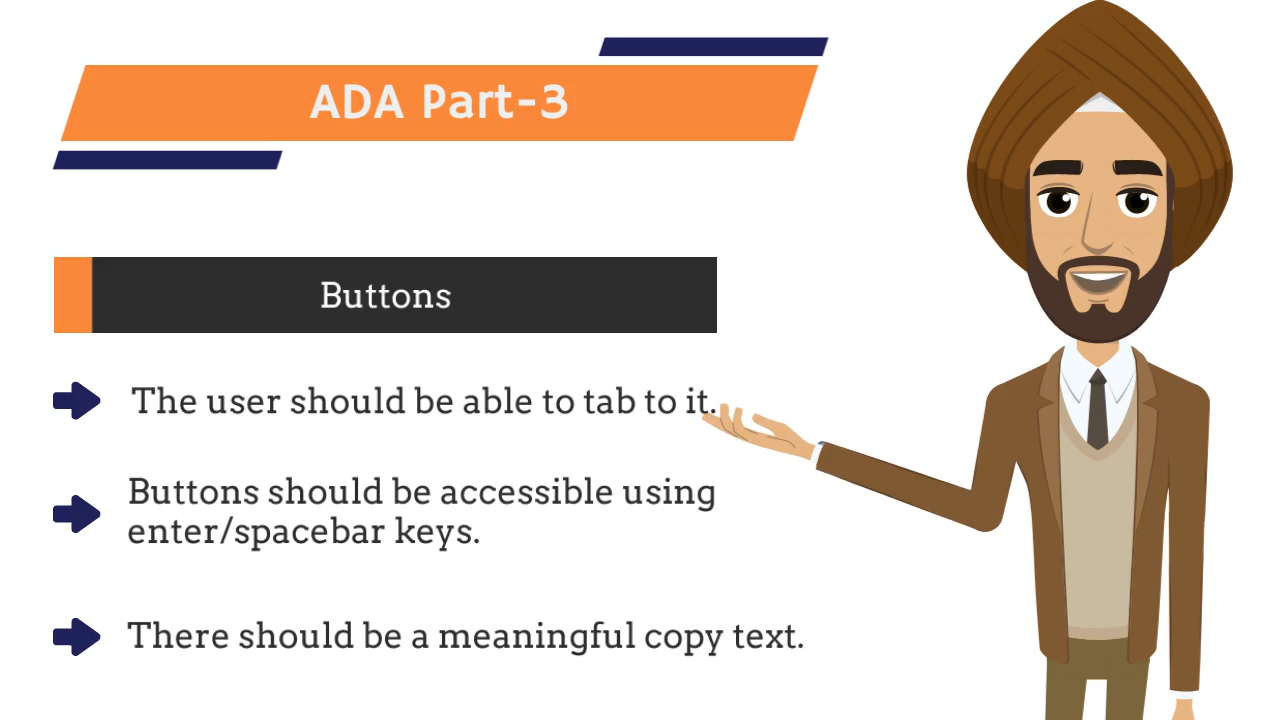 ADA Part-3
Buttons
The user should be able to tab to it.
Buttons should be accessible using
enter/spacebar keys.
There should be a meaningful copy text.